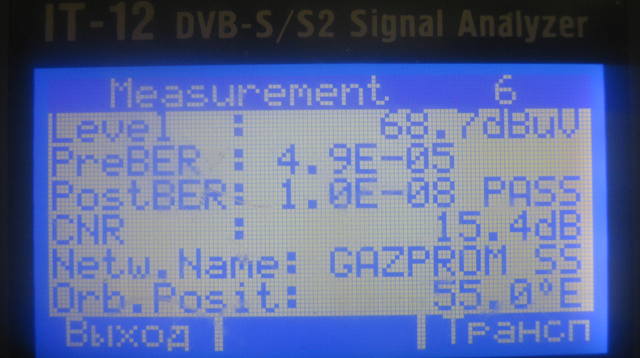 IT-12 DVB-S/S2 Signal Analyzer
Measurement 6
Level : 68.7dBuV
PreBER : 4.9E-05
PostBER: 1.0E-08 PASS
CNR : 15.4dB
Netw.Name: GAZPROM SS
Orb.Posit: 55.0°E
Выход Трансп